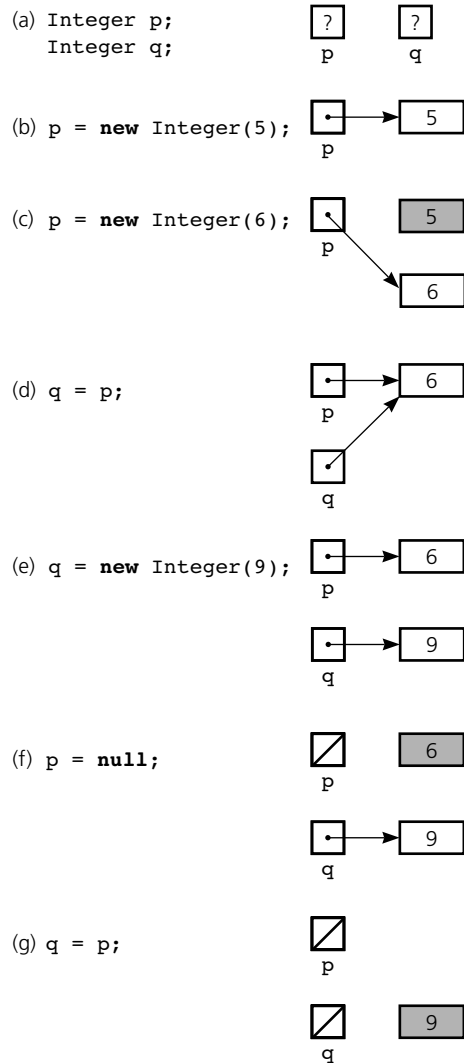 (a) Integer p; ? ?
Integer q; p q
(b) p = new Integer(5); 5
p
(c) p = new Integer(6); 5
p
6
(d) q = p; 6
p
q
(e) q = new Integer(9); 6
p
9
q
(f) p = null; 6
p
9
q
(g) q = p;
p
9
q